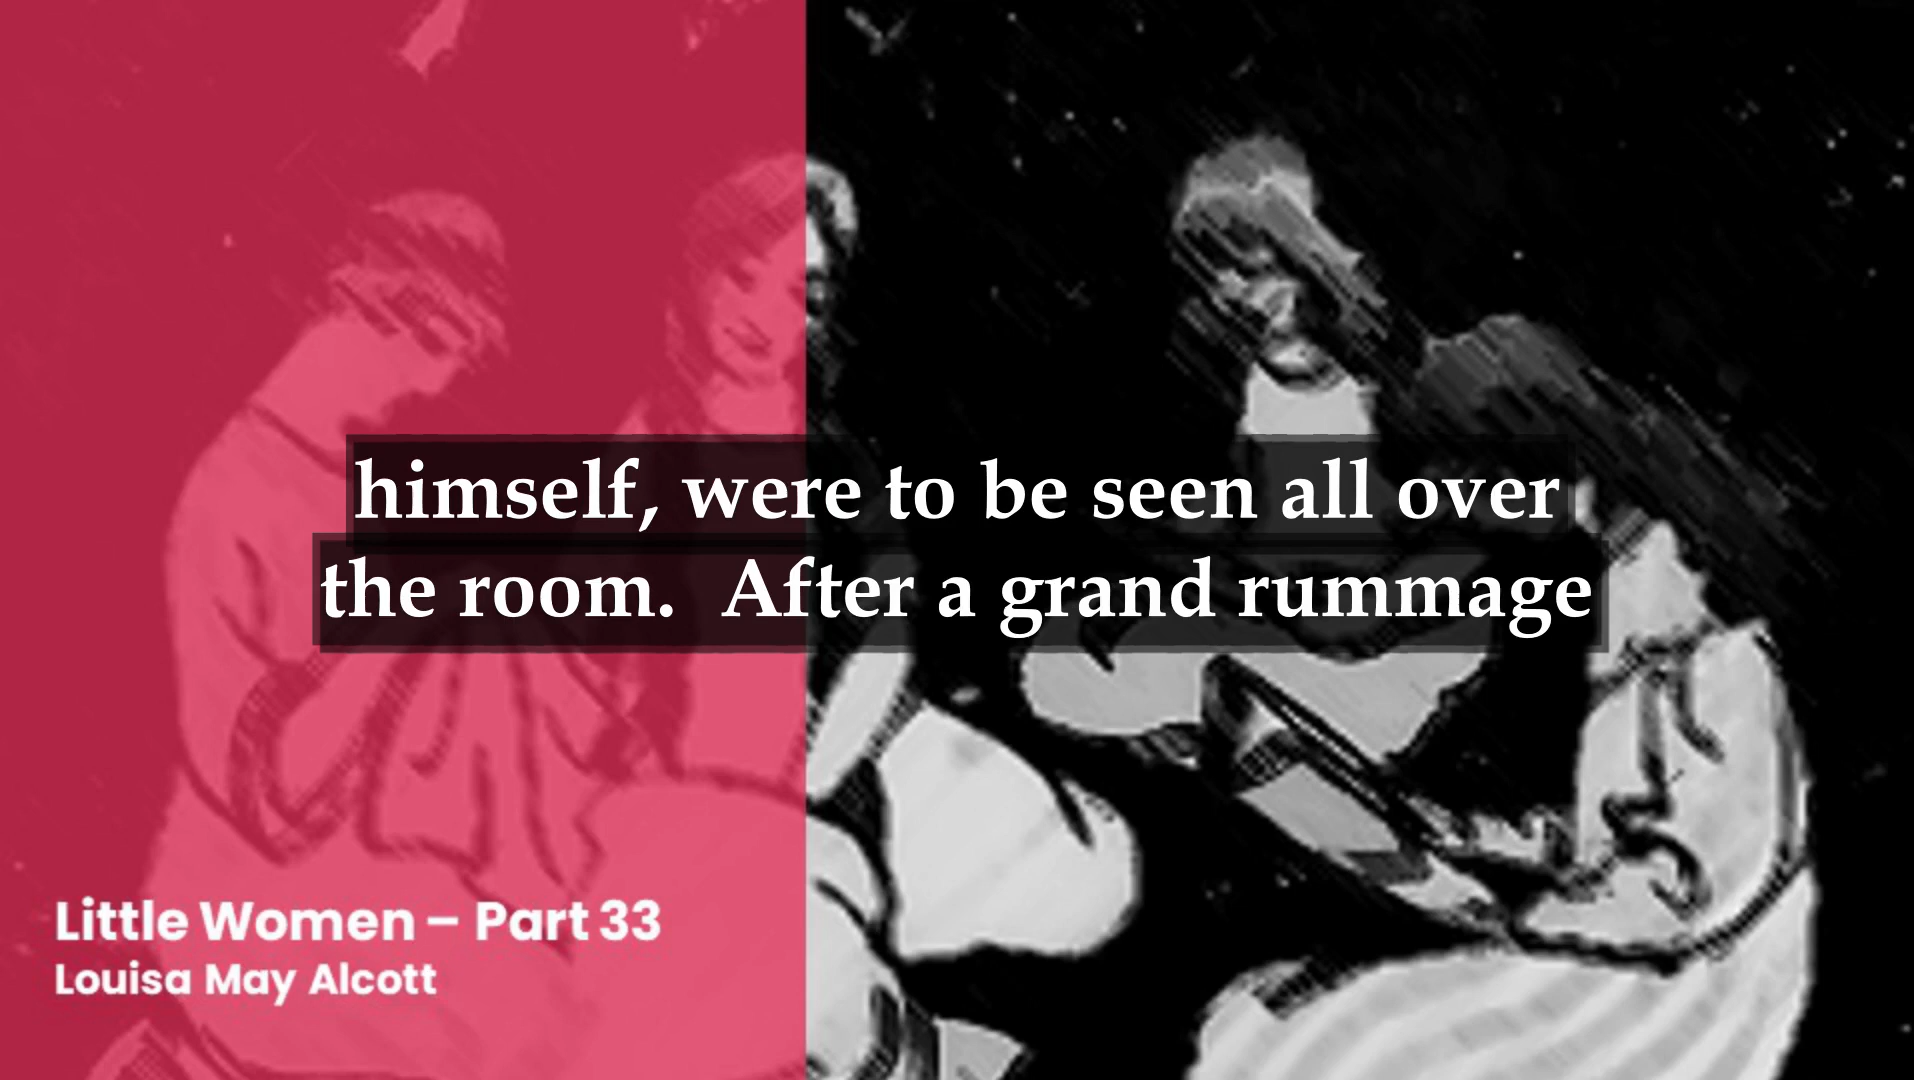 himself, were to be seen all over
the room.  After a grand rummage
Little Women – Part 33
Louisa May Alcott